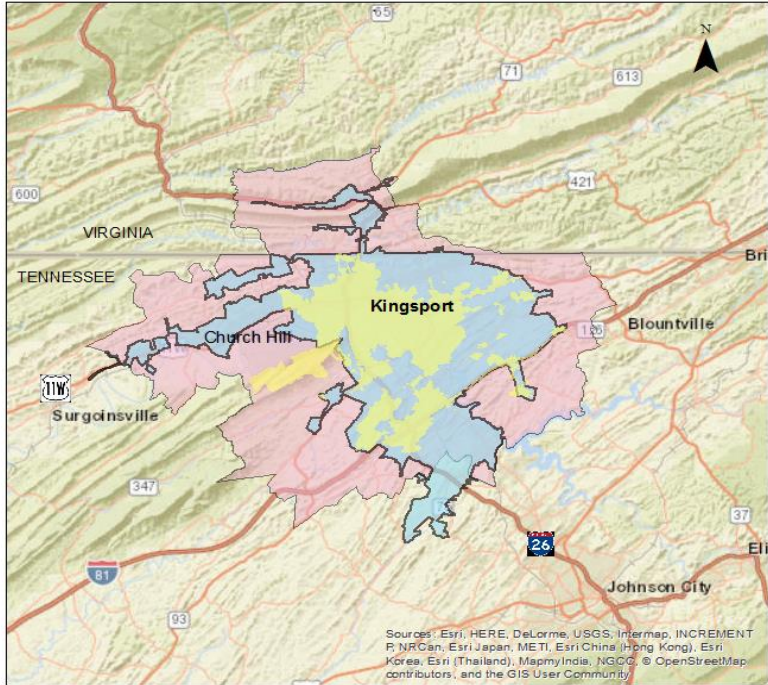 65
N
71
613
600
421
VIRGINIA
TENNESSEE
Bri
Kingsport
Blountville
Church Hill
11W
Surgoinsville
347
26
37
81
Eli
Johnson City
93
Sources: Esri, HERE, DeLorme, USGS, Intermap, INCREMENT
P, NRCan, Esri Japan, METI, Esri China (Hong Kong), Esri
Korea, Esri (Thailand), MapmyIndia, NGCC, © OpenStreetMap
contributors, and the GIS User Community